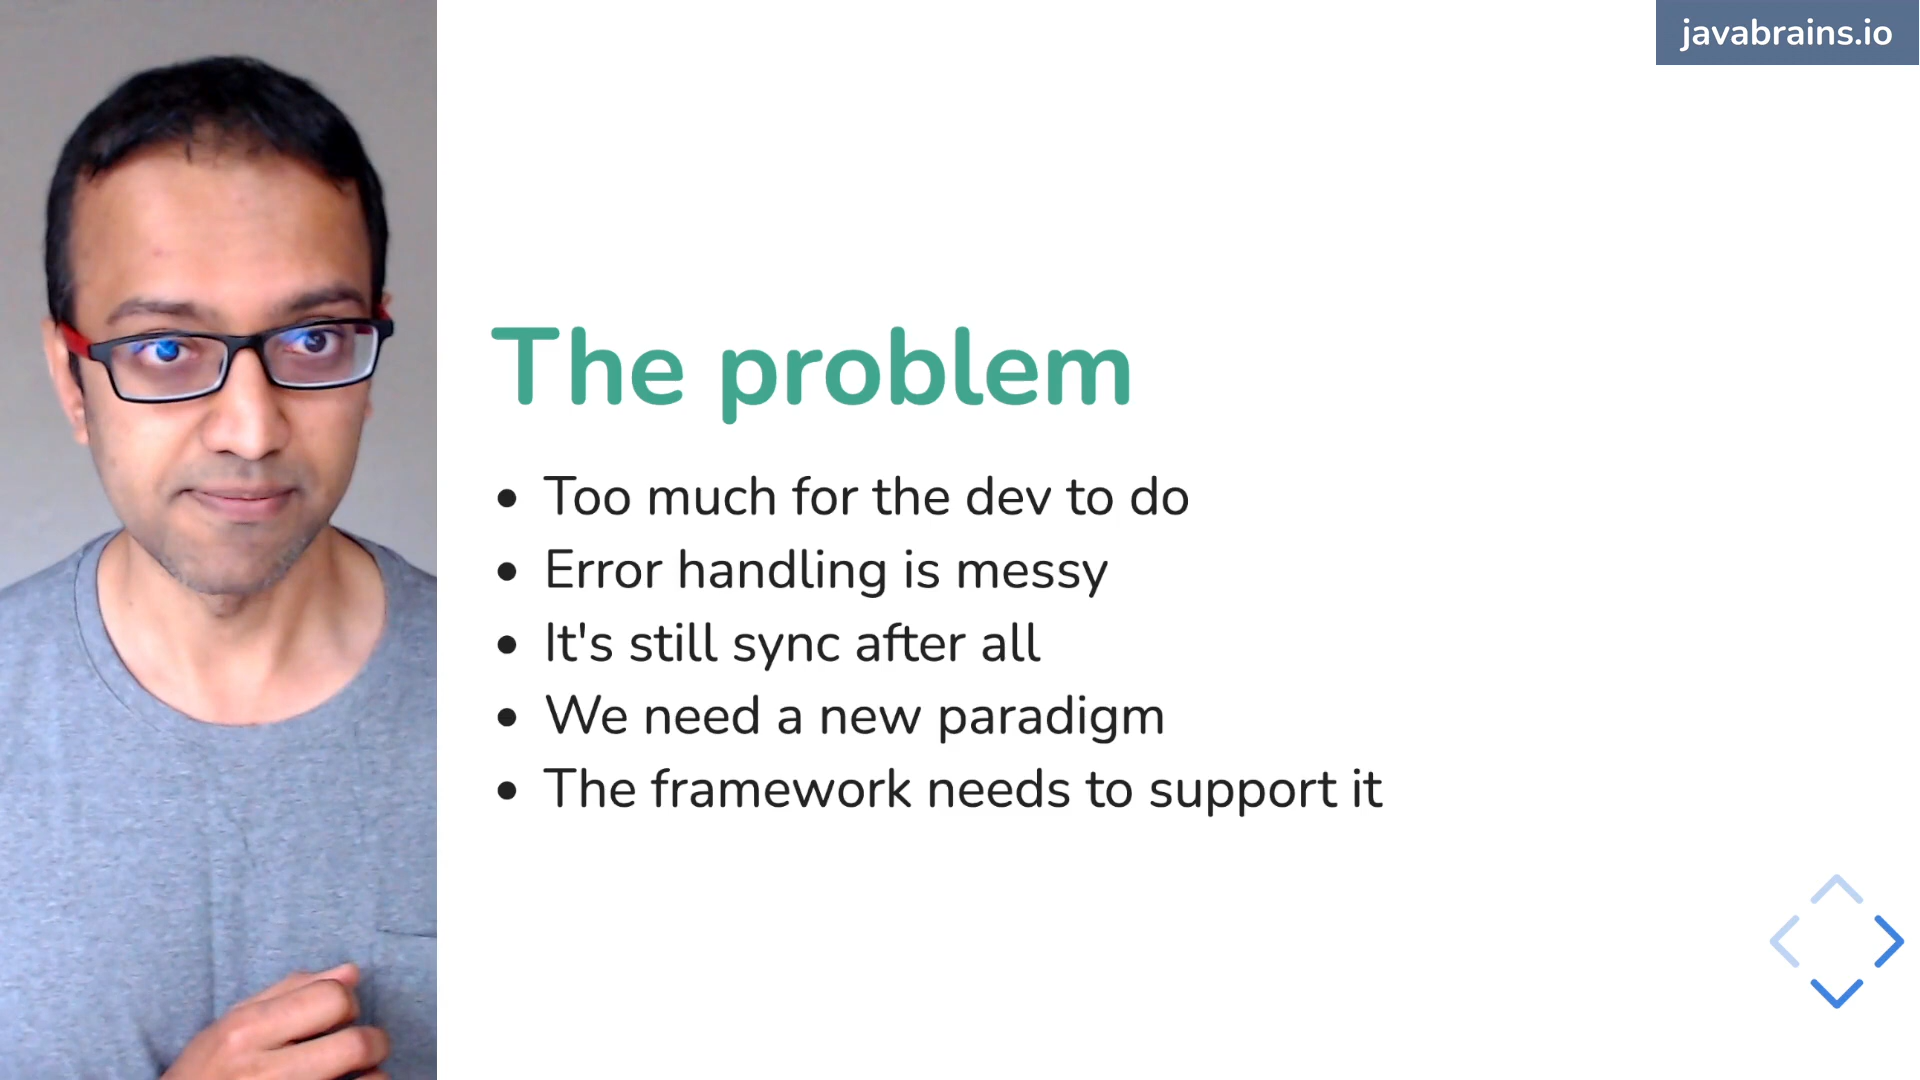 javabrains.io
The problem
Too much for the dev to do
Error handling is messy
It's still sync after all
We need a new paradigm
The framework needs to support it